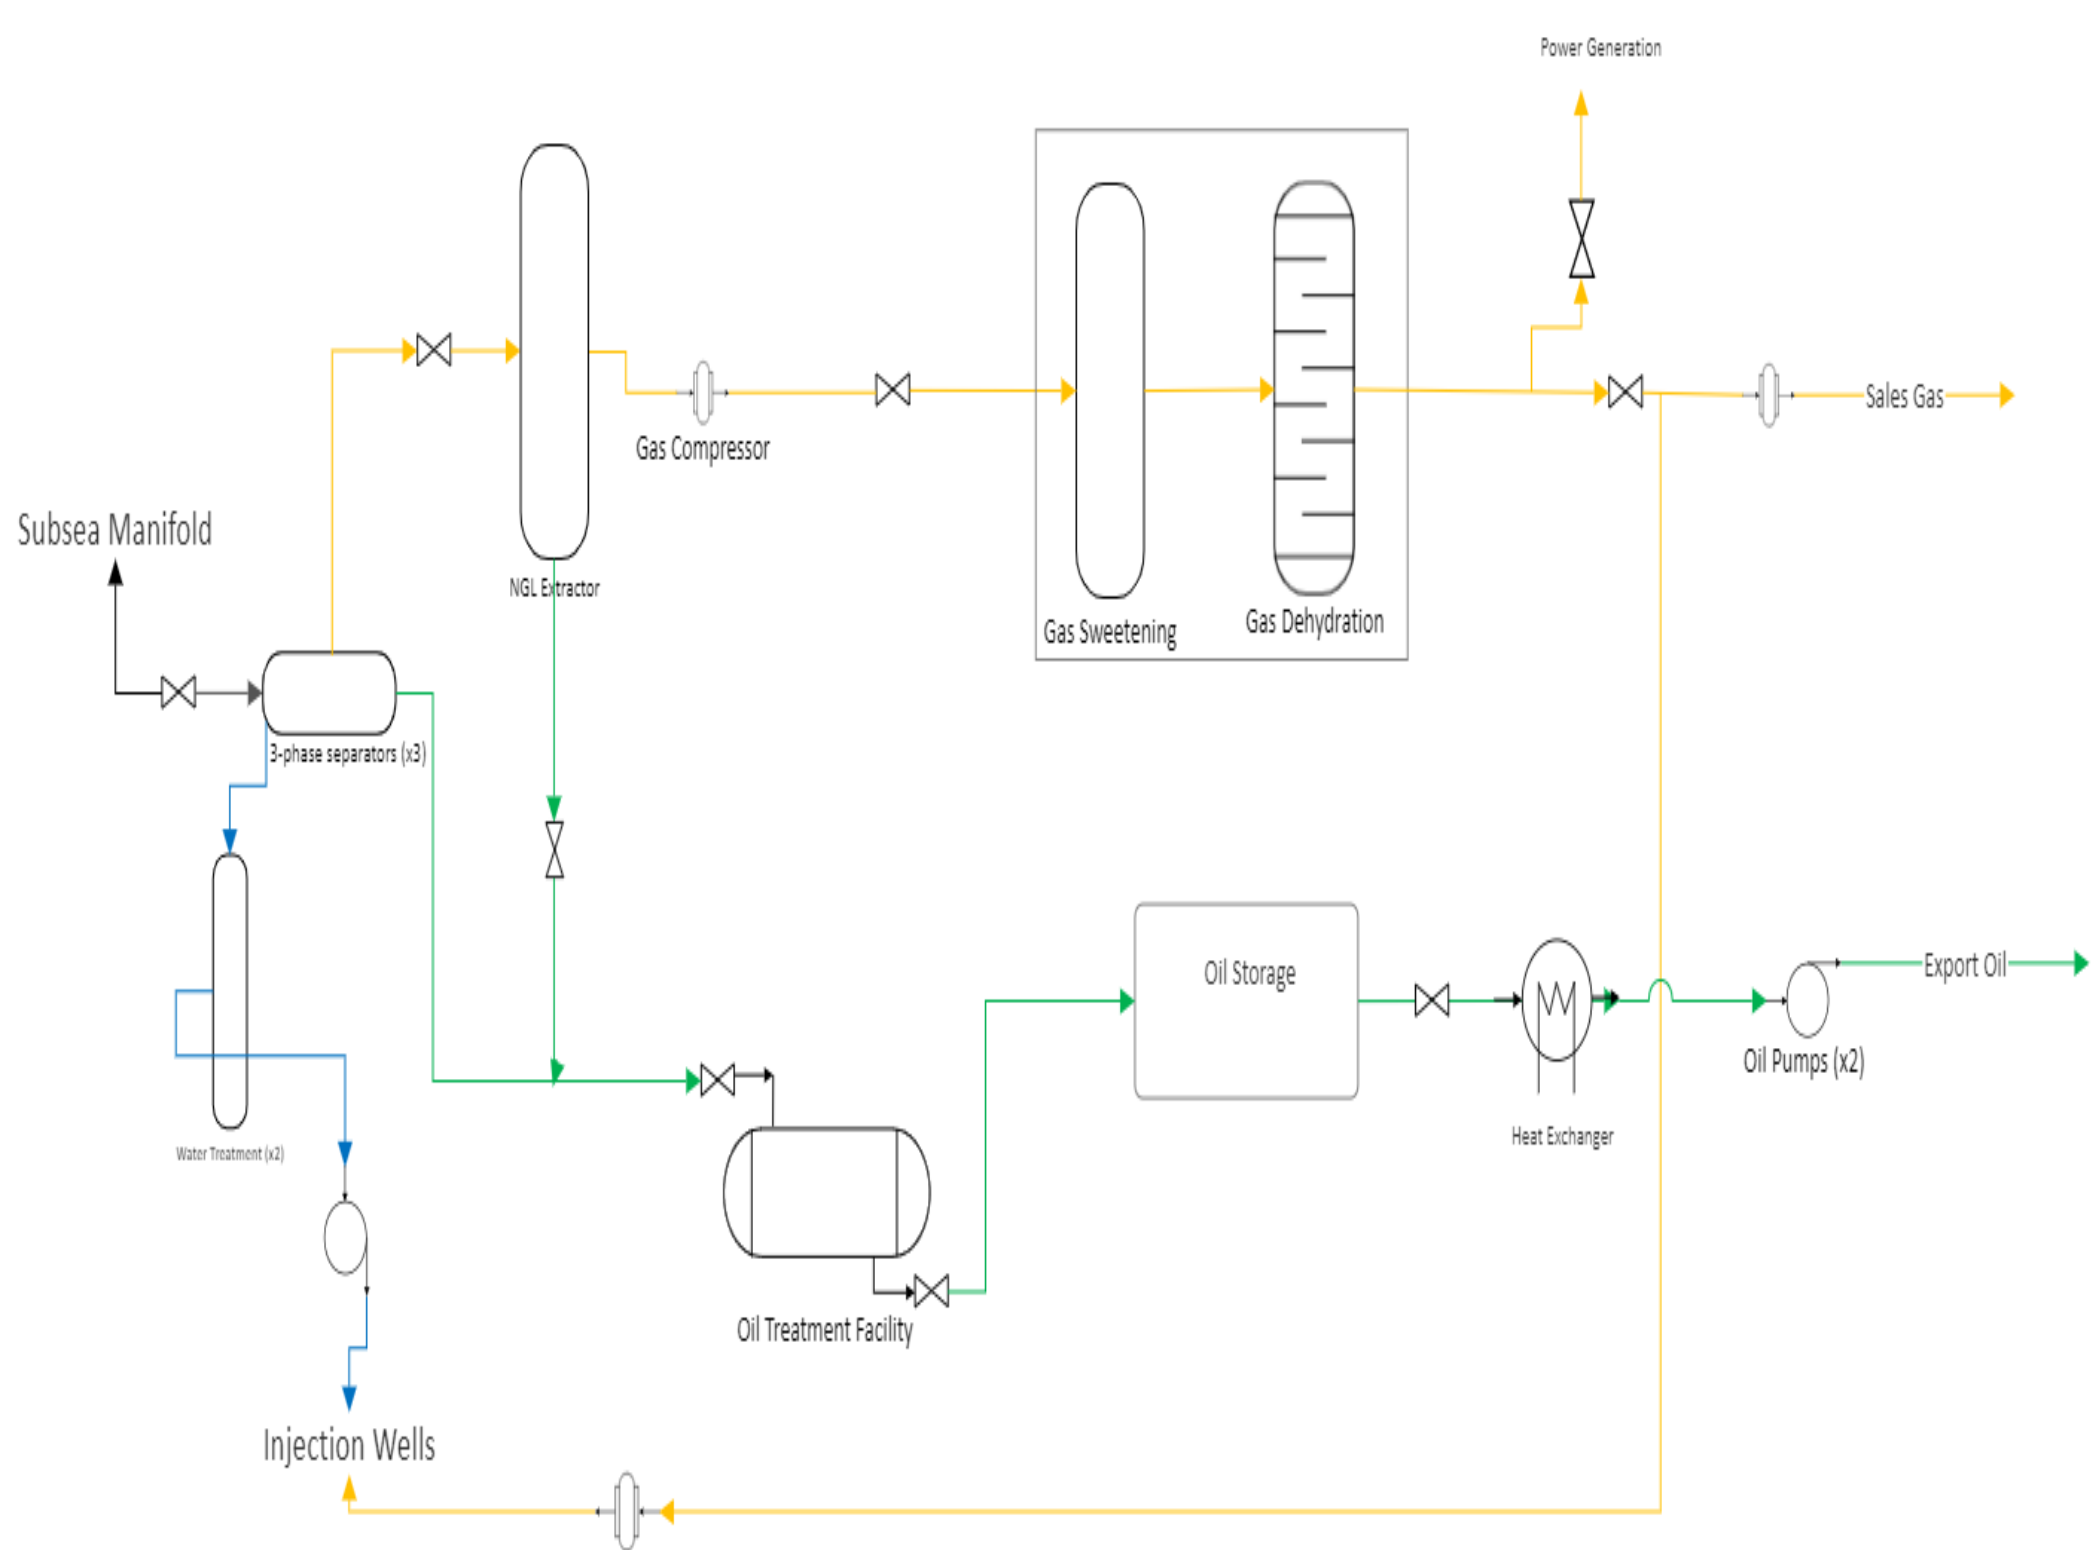 Power Generation
Sales Gas
Gas Compressor
Subsea Manifold
NGL Extractor
Gas Sweetening
Gas Dehydration
3-phase separators (x3)
Oil Storage
Export Oil
Oil Pumps (x2)
Heat Exchanger
Water Treatment (x2)
Oil Treatment Facility
Injection Wells